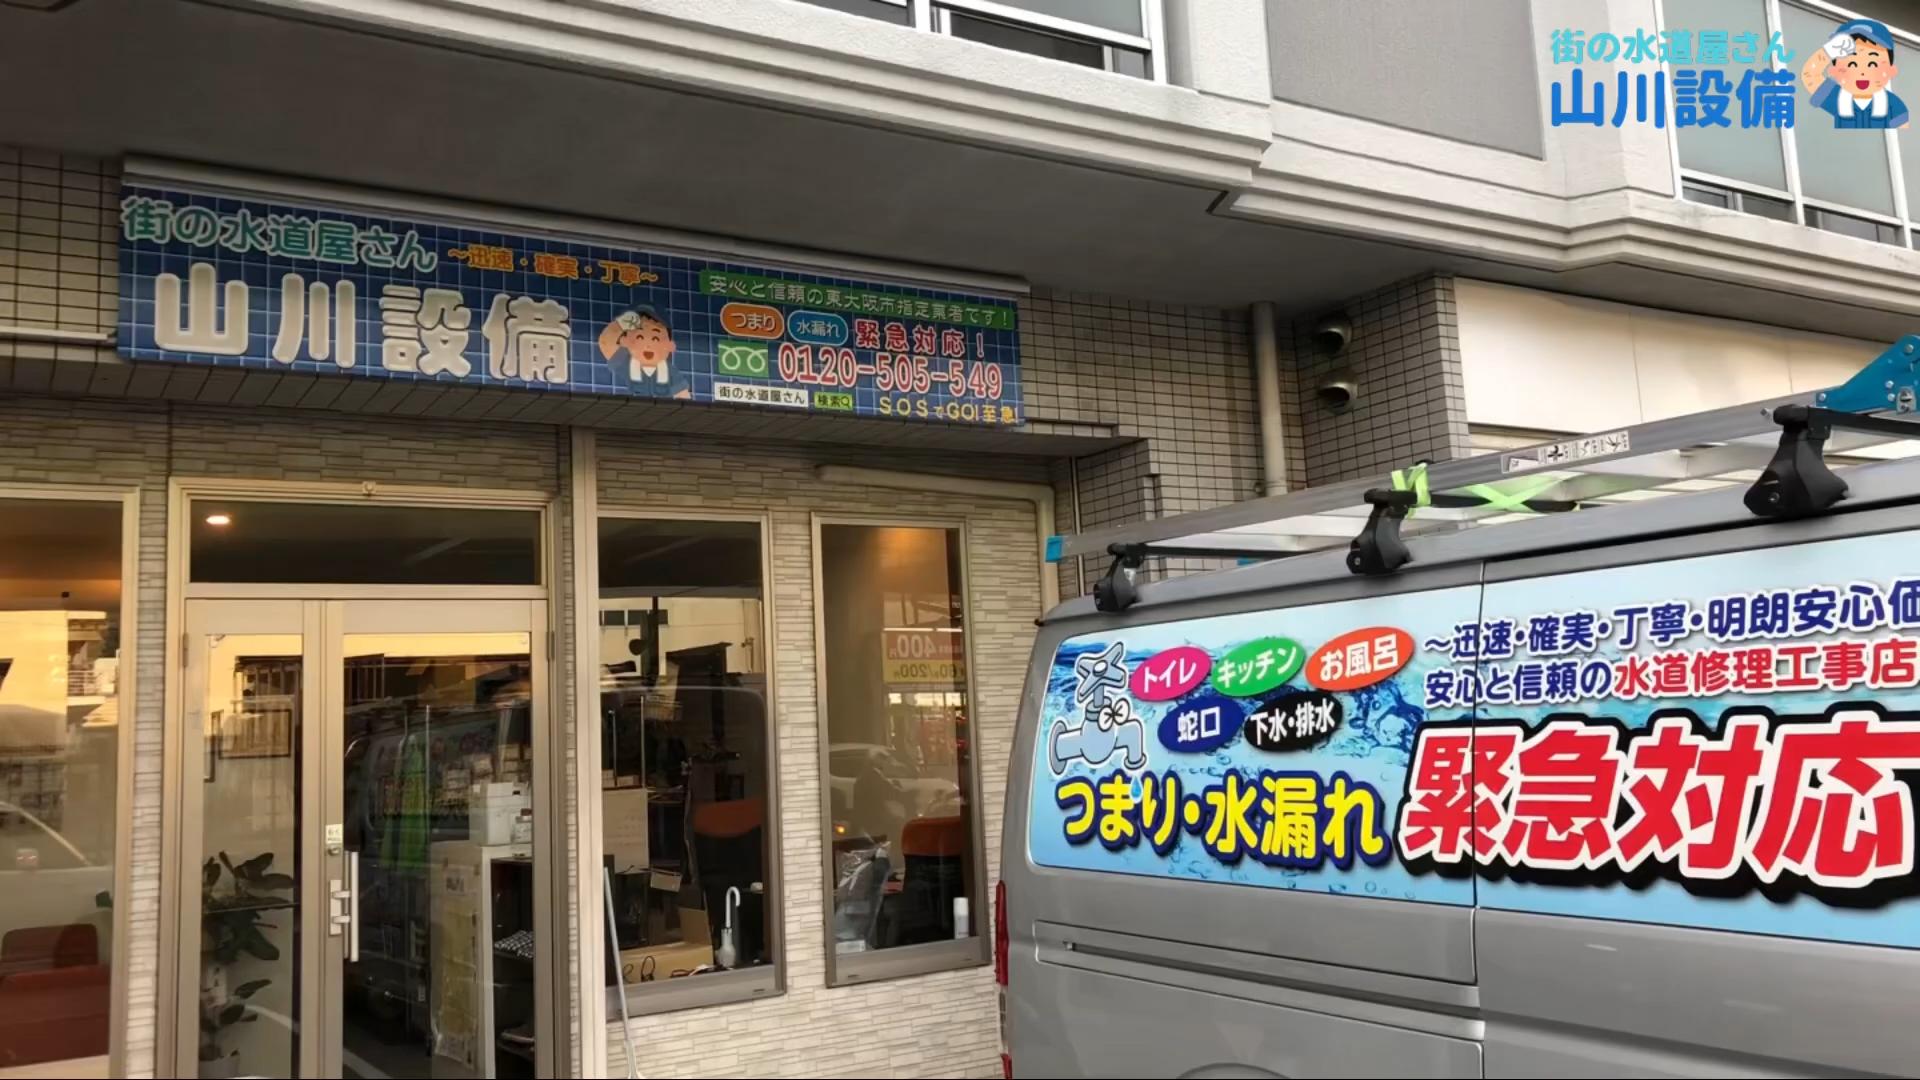 街の水道屋さん
山川設備
街の水道屋さん
～迅速・確実・丁寧～
山川設備
安心と信頼の東大阪市指定業者です！
つまり 水漏れ 緊急対応！
0120-505-549
街の水道屋さん 検索
SOSでGO!至急
トイレ キッチン お風呂
蛇口 下水・排水
つまり・水漏れ
～迅速・確実・丁寧・明朗安心価
安心と信頼の水道修理工事店
緊急対応
400